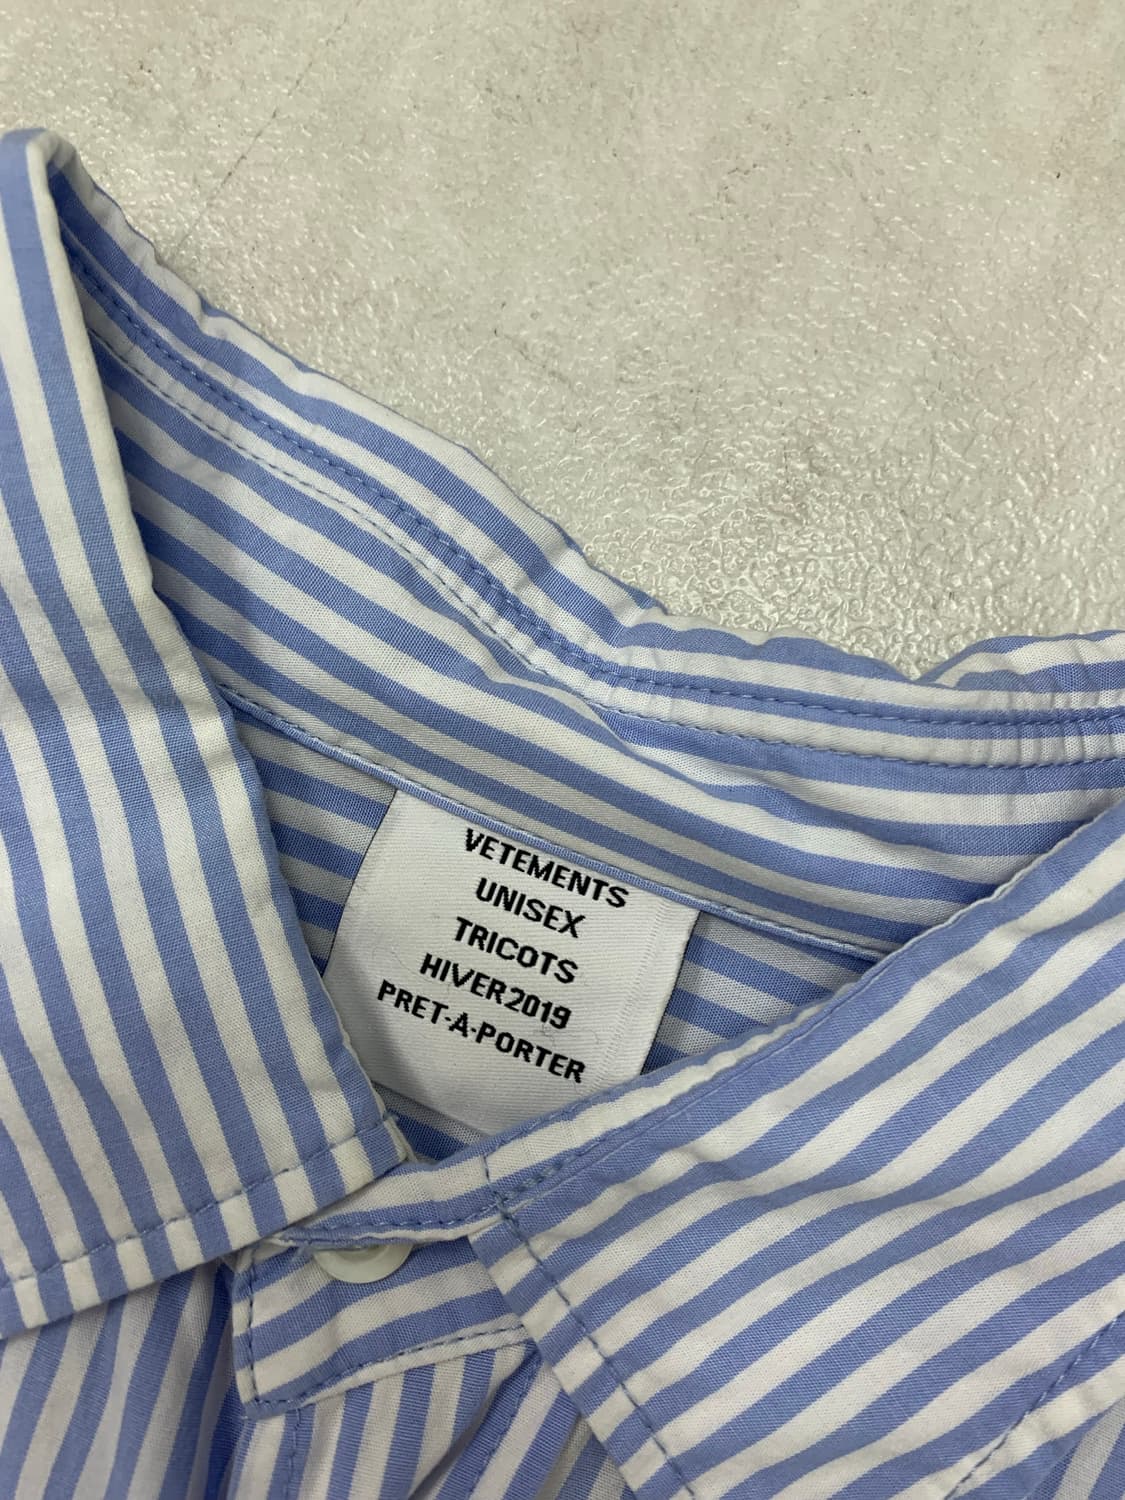 VETEMENTS
UNISEX
TRICOTS
HIVER2019
PRET-A-PORTER